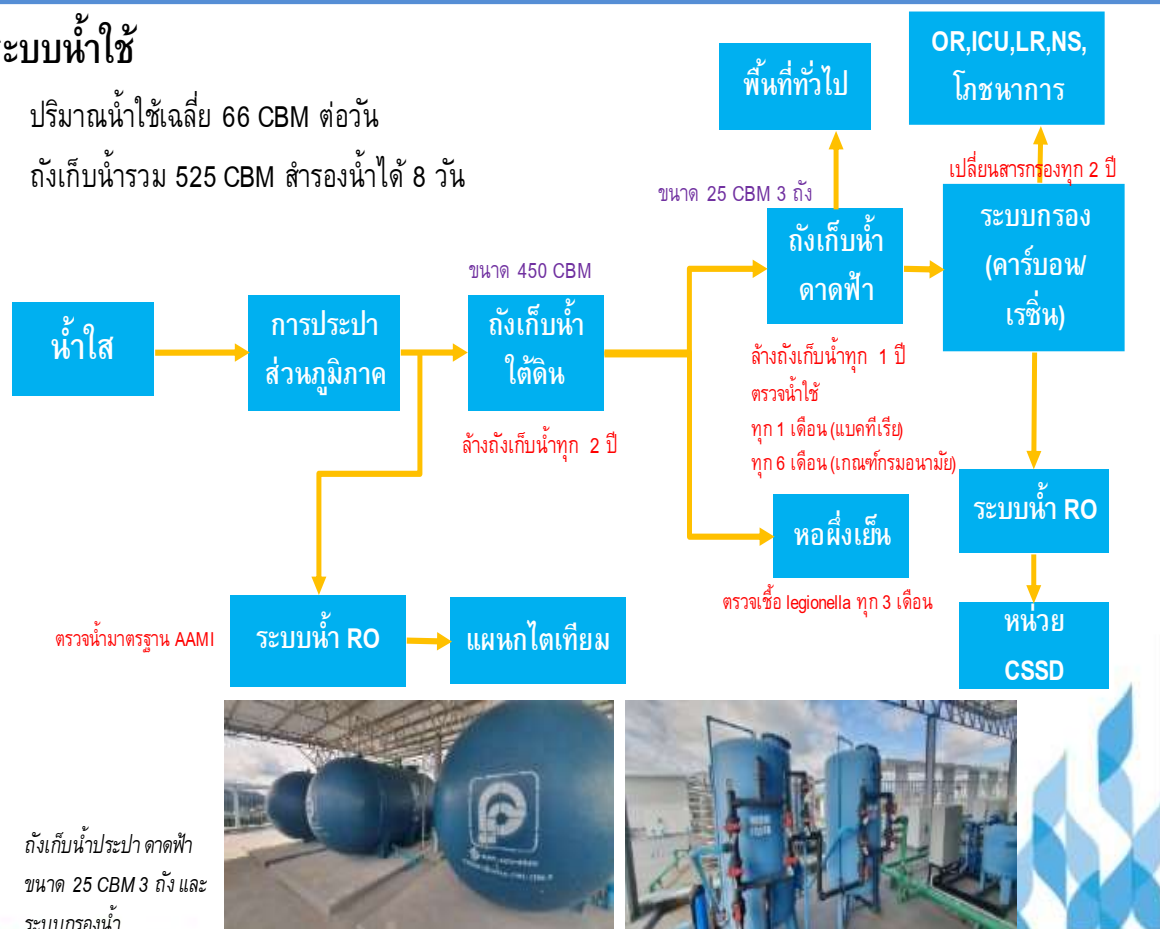 ระบบน้ำใช้
ปริมาณน้ำใช้เฉลี่ย 66 CBM ต่อวัน
ถังเก็บน้ำรวม 525 CBM สำรองน้ำได้ 8 วัน
OR,ICU,LR,NS,
โภชนาการ
พื้นที่ทั่วไป
เปลี่ยนสารกรองทุก 2 ปี
ขนาด 25 CBM 3 ถัง
ถังเก็บน้ำ
ดาดฟ้า
ระบบกรอง
(คาร์บอน/
เรซิ่น)
ขนาด 450 CBM
น้ำใส
การประปา
ส่วนภูมิภาค
ถังเก็บน้ำ
ใต้ดิน
ล้างถังเก็บน้ำทุก 2 ปี
ล้างถังเก็บน้ำทุก 1 ปี
ตรวจน้ำใช้
ทุก 1 เดือน (แบคทีเรีย)
ทุก 6 เดือน (เกณฑ์กรมอนามัย)
หอผึ่งเย็น
ตรวจเชื้อ legionella ทุก 3 เดือน
ระบบน้ำ RO
หน่วย
CSSD
ตรวจน้ำมาตรฐาน AAMI
ระบบน้ำ RO
แผนกไตเทียม
ถังเก็บน้ำประปา ดาดฟ้า
ขนาด 25 CBM 3 ถัง และ
ระบบกรองน้ำ